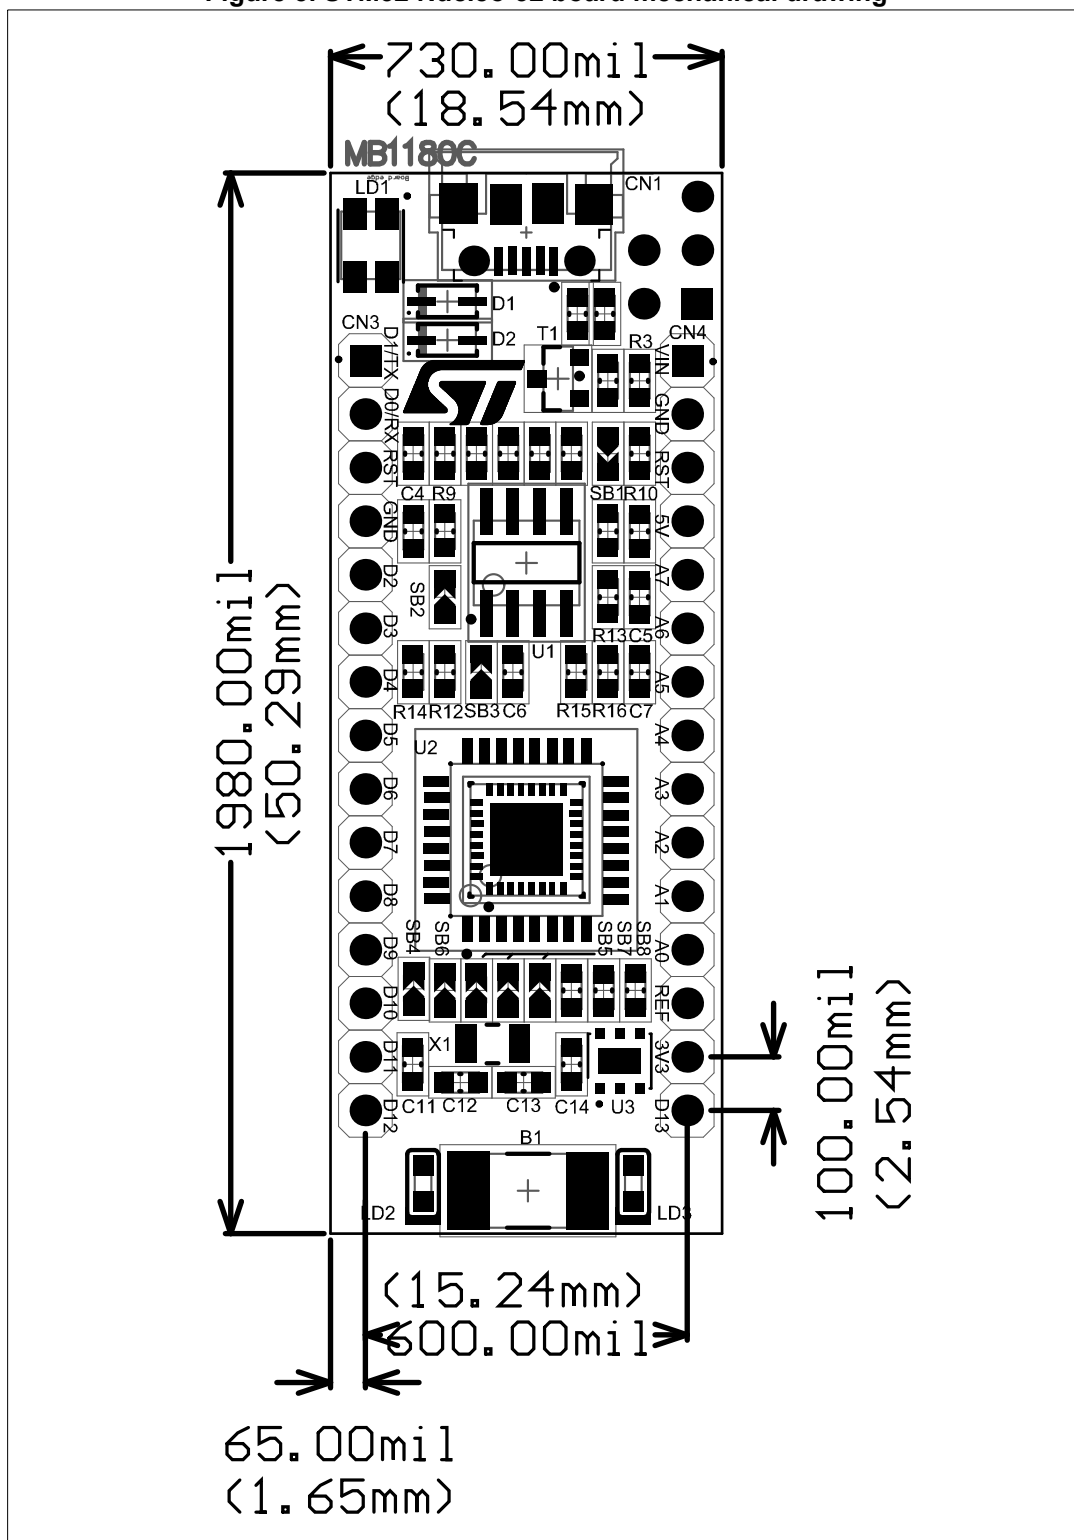 730.00mil
(18.54mm)
MB1180C
Board edge
LD1
CN1
D1
D2
CN3
T1
R3
CN4
D1/TX
VIN
D0/RX
GND
RST
RST
C4
R9
SB1
R10
GND
5V
D2
A7
SB2
D3
A6
R13
C5
U1
D4
A5
R14
R12
SB3
C6
R15
R16
C7
D5
A4
U2
D6
A3
D7
A2
D8
A1
SB4
SB6
SB5
SB7
SB8
D9
A0
D10
REF
X1
D11
3V3
C11
C12
C13
C14
U3
D12
D13
B1
LD2
LD3
1980.00mil
(50.29mm)
100.00mil
(2.54mm)
(15.24mm)
600.00mil
65.00mil
(1.65mm)